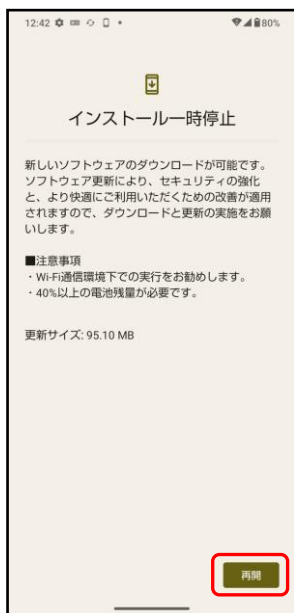 12:42
80%
インストール一時停止
新しいソフトウェアのダウンロードが可能です。
ソフトウェア更新により、セキュリティの強化
と、より快適にご利用いただくための改善が適用
されますので、ダウンロードと更新の実施をお願
いします。
■注意事項
・Wi-Fi通信環境下での実行をお勧めします。
・40%以上の電池残量が必要です。
更新サイズ: 95.10 MB
再開